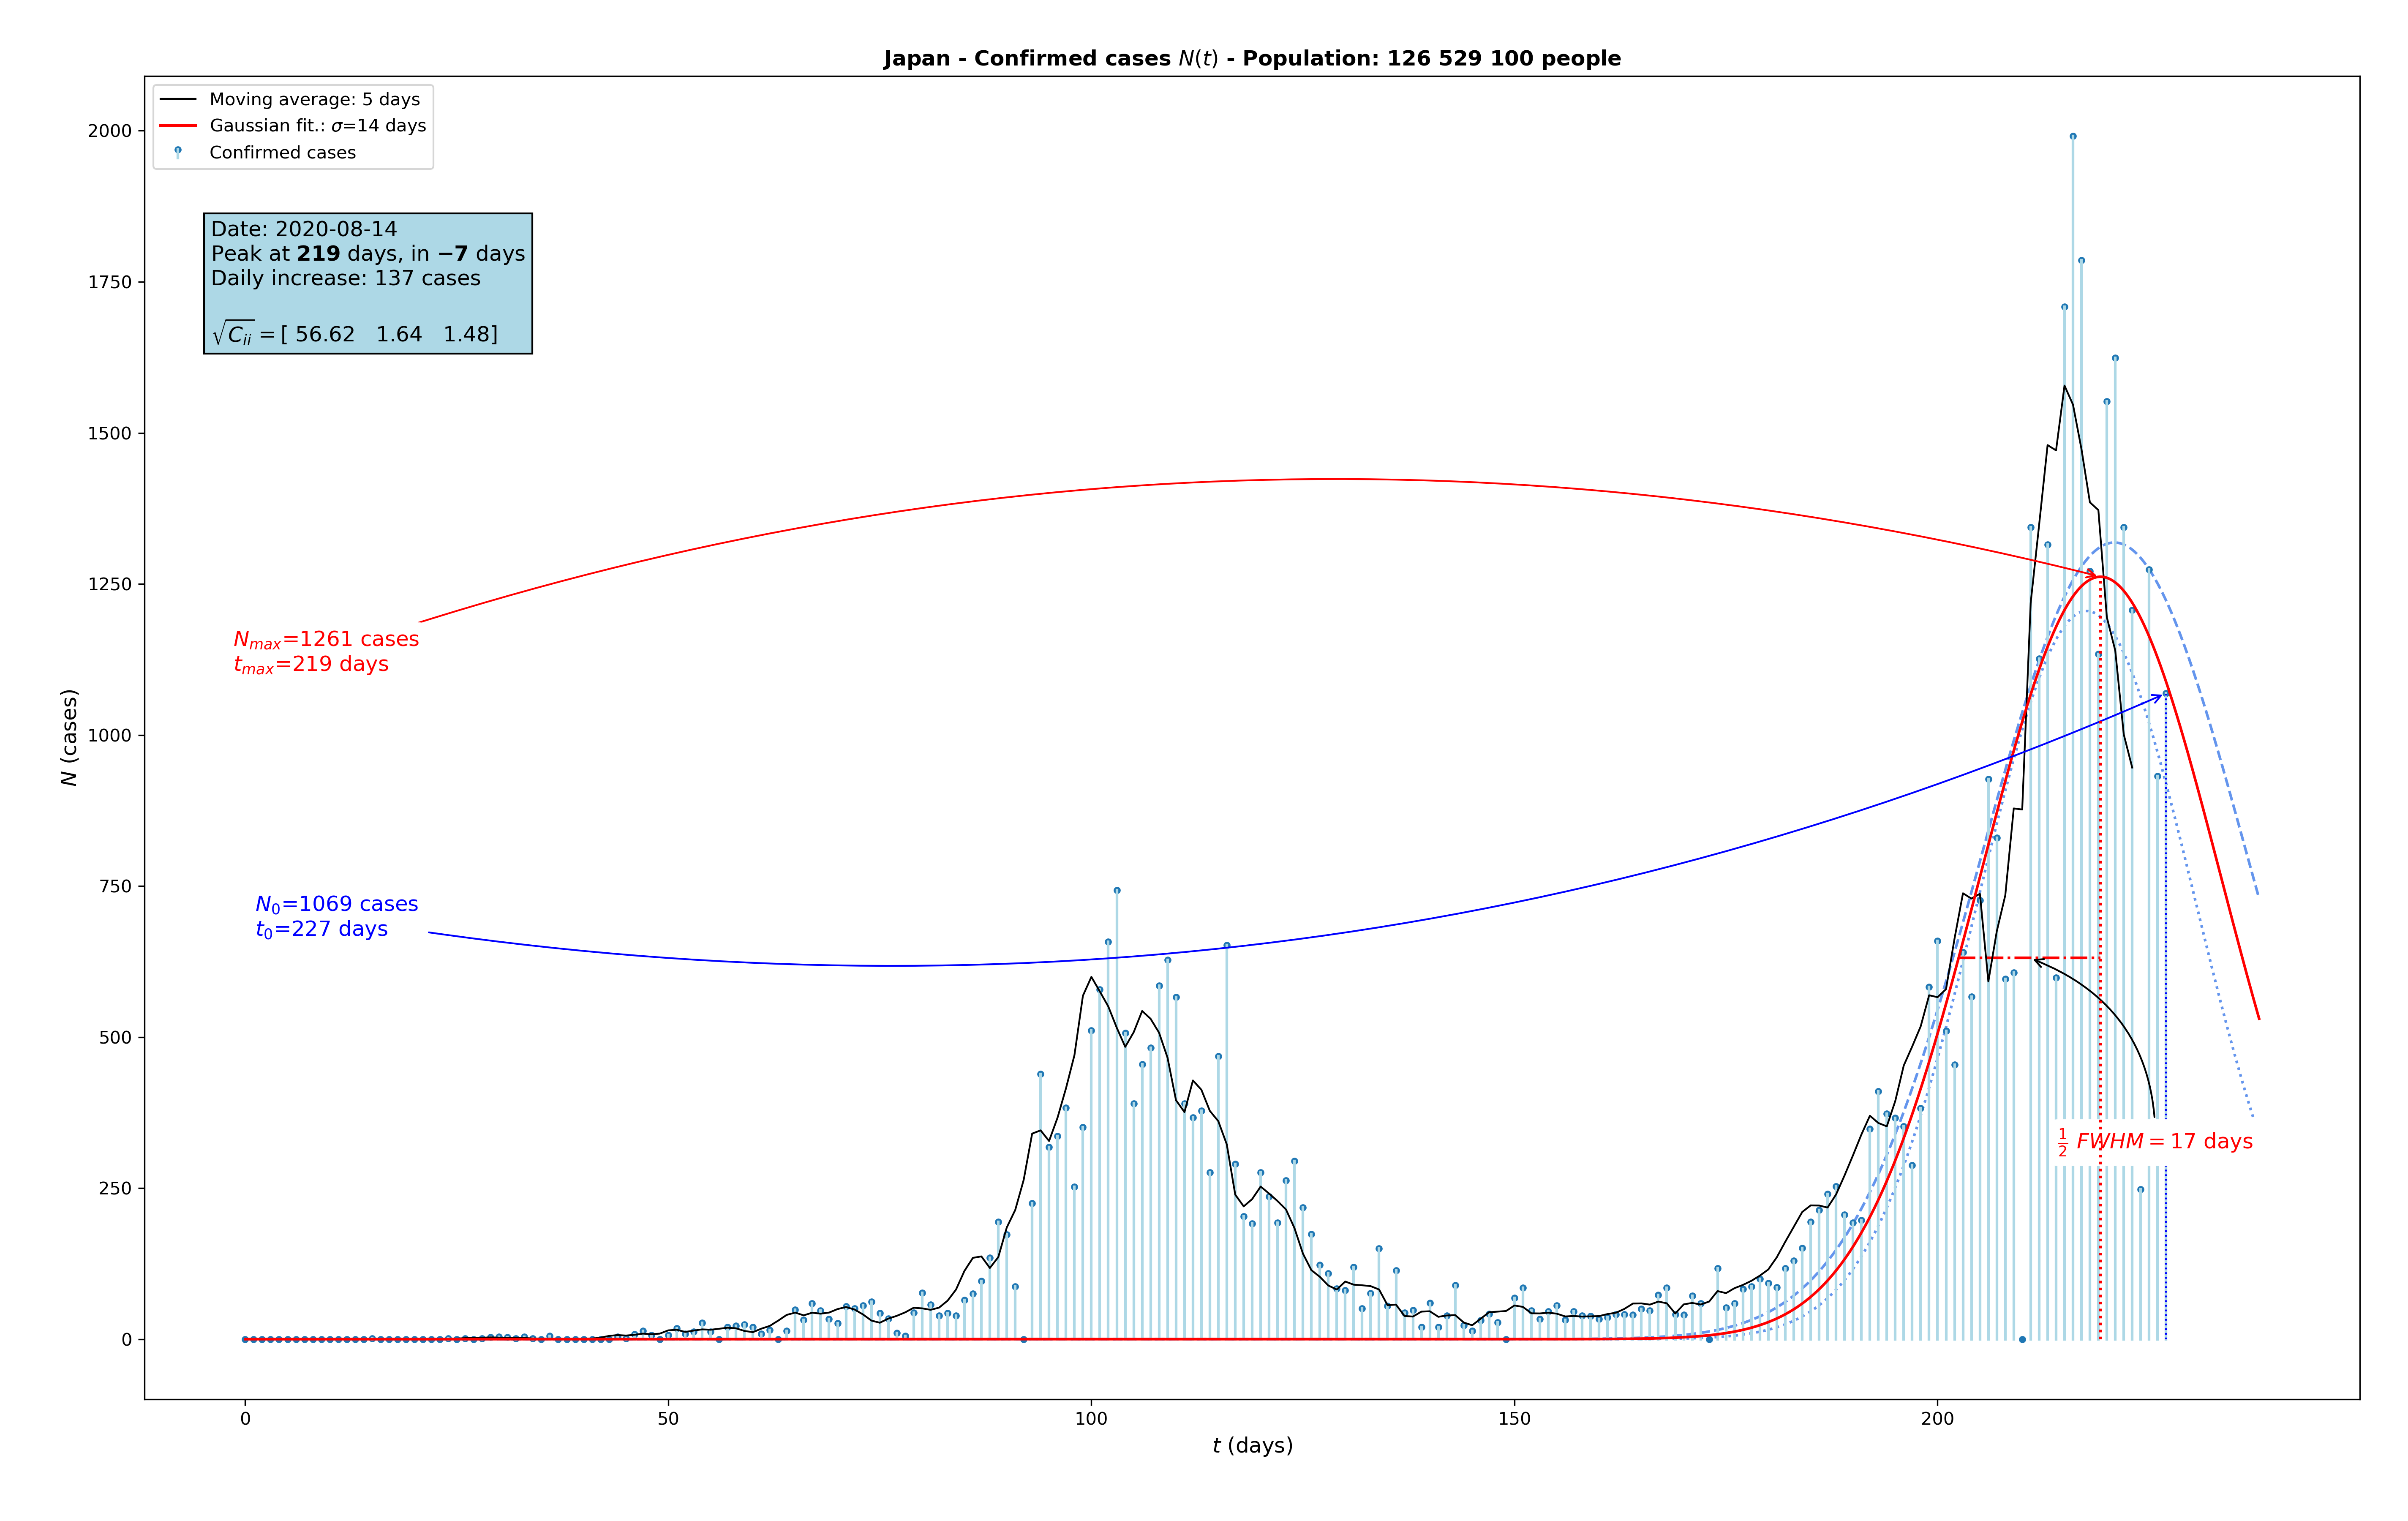 Japan - Confirmed cases N(t) - Population: 126 529 100 people
Moving average: 5 days
Gaussian fit.: σ=14 days
Confirmed cases
Date: 2020-08-14
Peak at 219 days, in −7 days
Daily increase: 137 cases
√C_ii = [ 56.62 1.64 1.48]
N_max=1261 cases
t_max=219 days
N_0=1069 cases
t_0=227 days
½ FWHM = 17 days
N (cases)
2000
1750
1500
1250
1000
750
500
250
0
0 50 100 150 200
t (days)